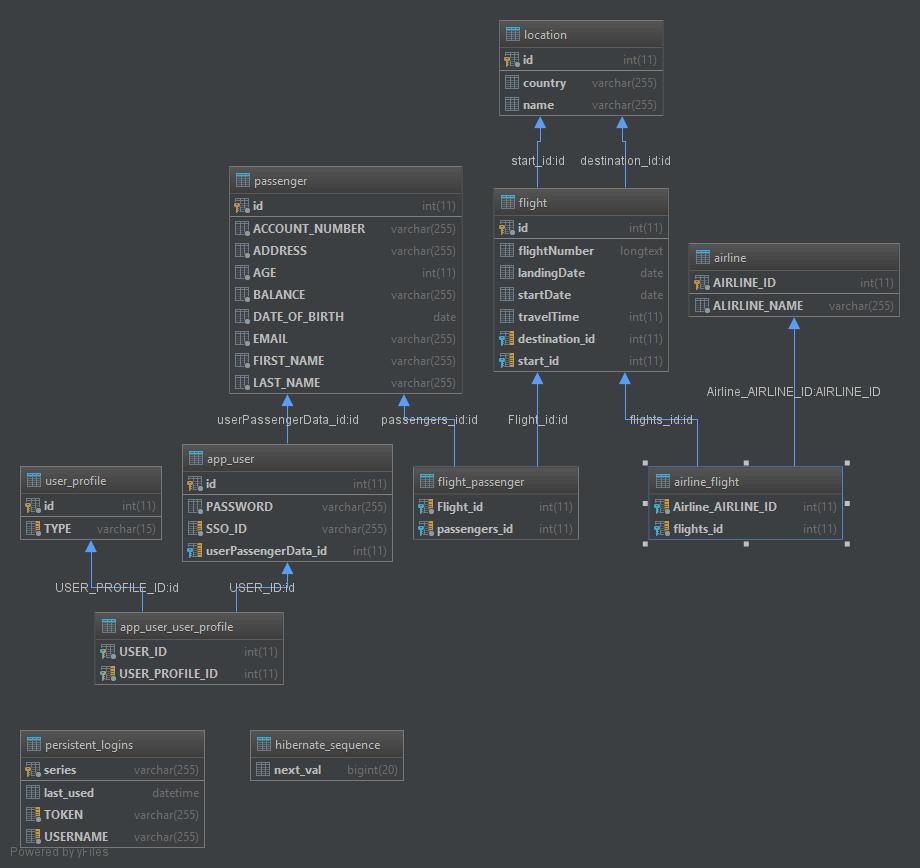 location
id int(11)
country varchar(255)
name varchar(255)
start_id:id destination_id:id
passenger
id int(11)
ACCOUNT_NUMBER varchar(255)
ADDRESS varchar(255)
AGE int(11)
BALANCE varchar(255)
DATE_OF_BIRTH date
EMAIL varchar(255)
FIRST_NAME varchar(255)
LAST_NAME varchar(255)
flight
id int(11)
flightNumber longtext
landingDate date
startDate date
travelTime int(11)
destination_id int(11)
start_id int(11)
airline
AIRLINE_ID int(11)
ALIRLINE_NAME varchar(255)
Airline_AIRLINE_ID:AIRLINE_ID
userPassengerData_id:id passengers_id:id Flight_id:id flights_id:id
user_profile
id int(11)
TYPE varchar(15)
app_user
id int(11)
PASSWORD varchar(255)
SSO_ID varchar(255)
userPassengerData_id int(11)
flight_passenger
Flight_id int(11)
passengers_id int(11)
airline_flight
Airline_AIRLINE_ID int(11)
flights_id int(11)
USER_PROFILE_ID:id USER_ID:id
app_user_user_profile
USER_ID int(11)
USER_PROFILE_ID int(11)
persistent_logins
series varchar(255)
last_used datetime
TOKEN varchar(255)
USERNAME varchar(255)
hibernate_sequence
next_val bigint(20)
Powered by yFiles